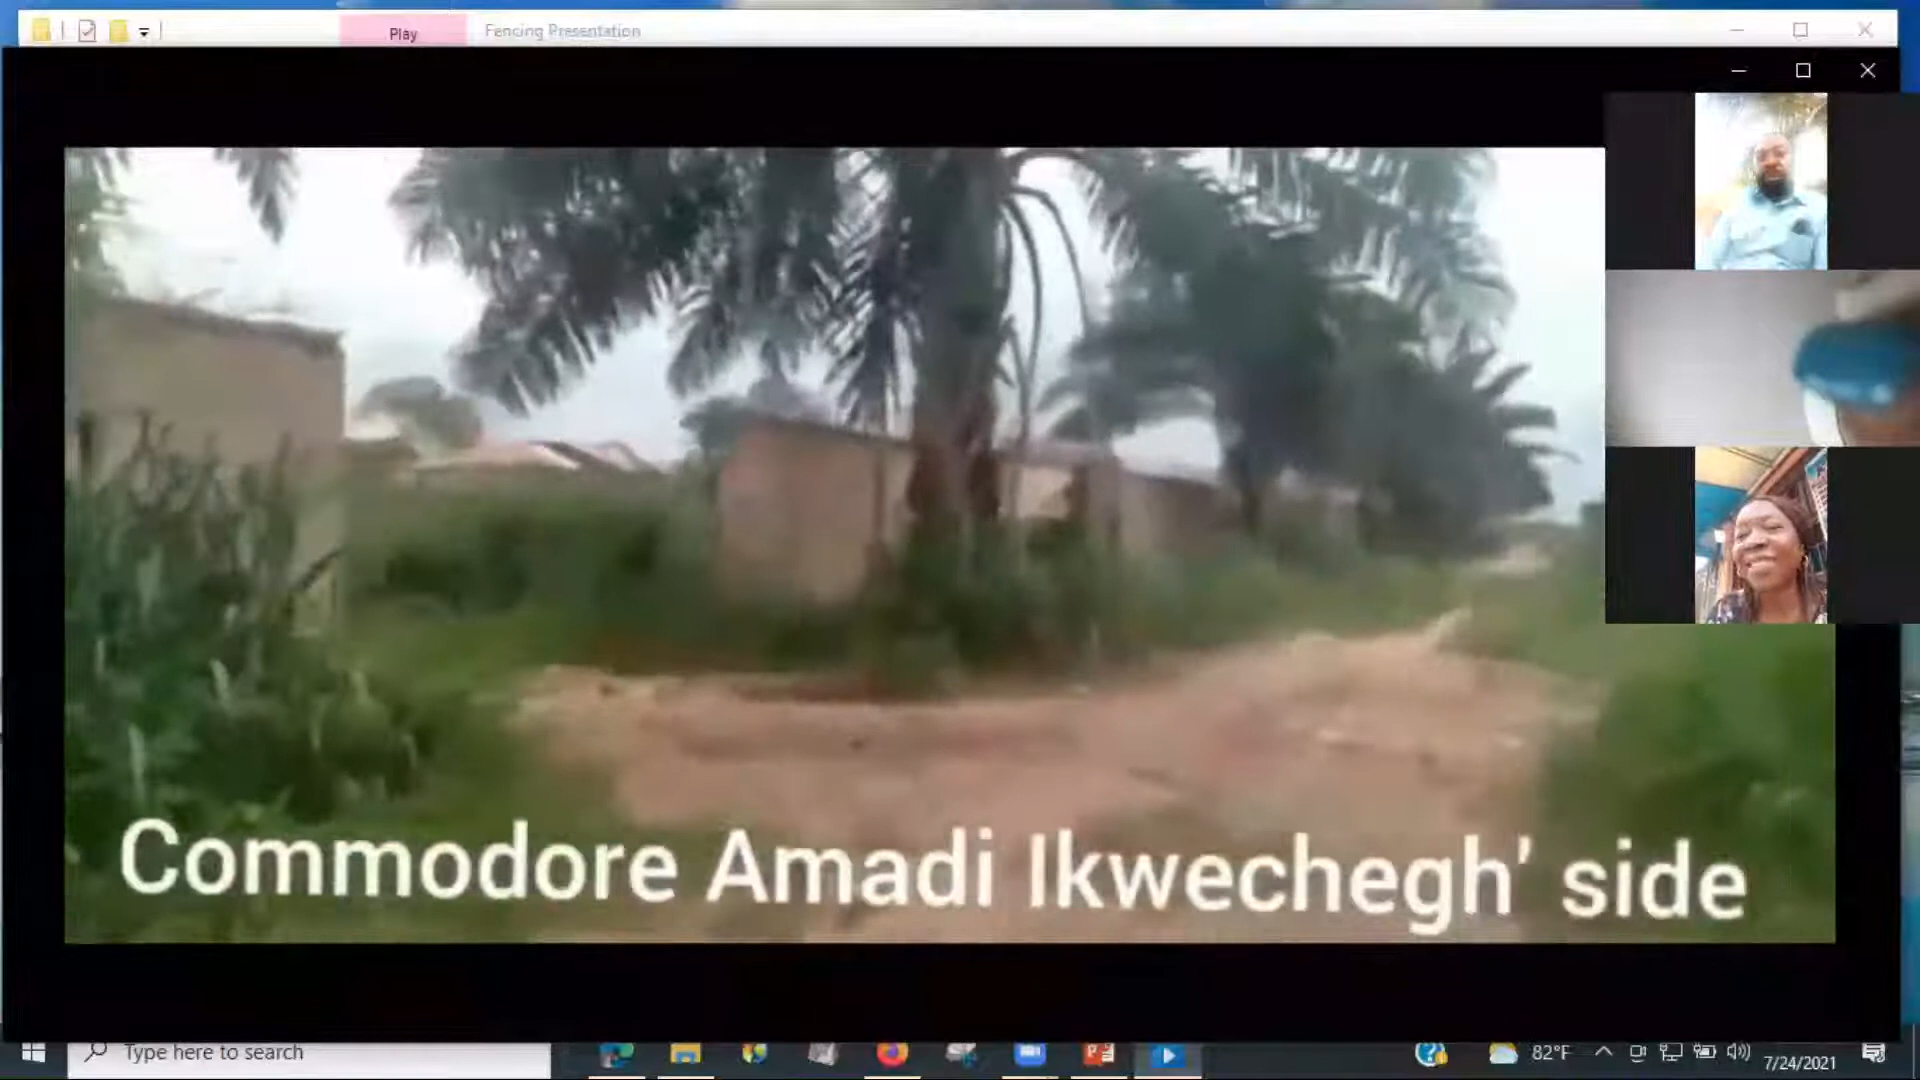 Play
Fencing Presentation
Commodore Amadi Ikwechegh' side
Type here to search
82°F
7/24/2021